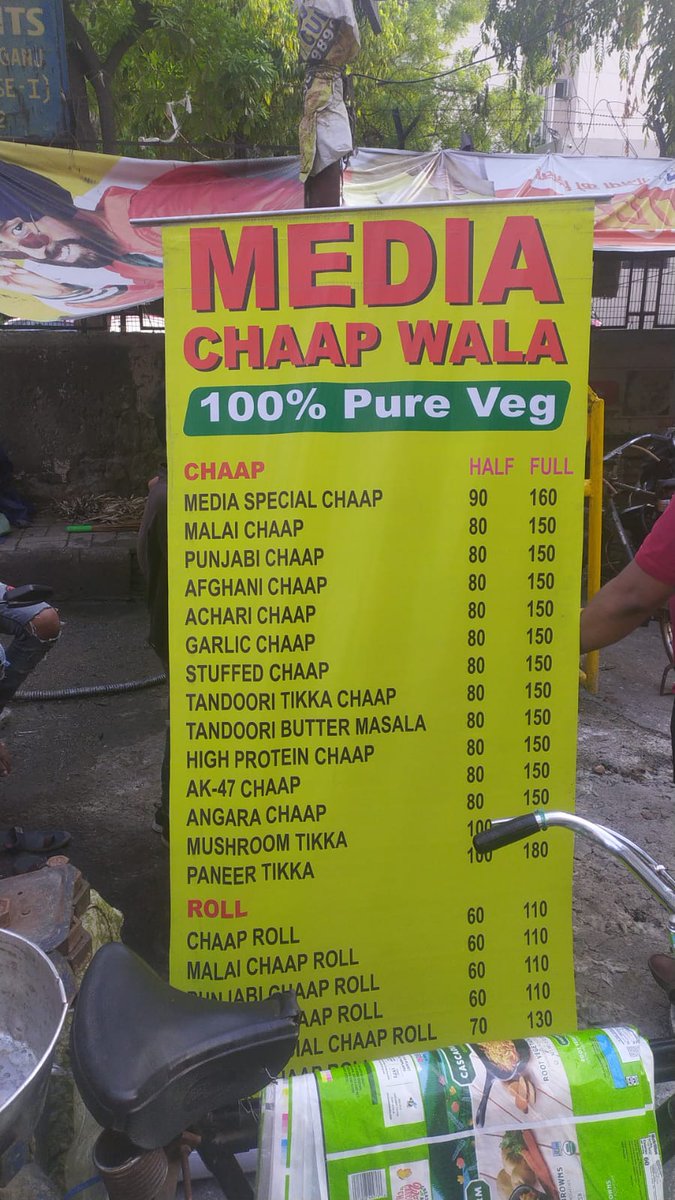 MEDIA
CHAAP WALA
100% Pure Veg
CHAAP HALF FULL
MEDIA SPECIAL CHAAP 90 160
MALAI CHAAP 80 150
PUNJABI CHAAP 80 150
AFGHANI CHAAP 80 150
ACHARI CHAAP 80 150
GARLIC CHAAP 80 150
STUFFED CHAAP 80 150
TANDOORI TIKKA CHAAP 80 150
TANDOORI BUTTER MASALA 80 150
HIGH PROTEIN CHAAP 80 150
AK-47 CHAAP 80 150
ANGARA CHAAP 80 150
MUSHROOM TIKKA 100
PANEER TIKKA 100 180
ROLL
CHAAP ROLL 60 110
MALAI CHAAP ROLL 60 110
PUNJABI CHAAP ROLL 60 110
ROLL 60 110
CHAAP ROLL 70 130
ROLL